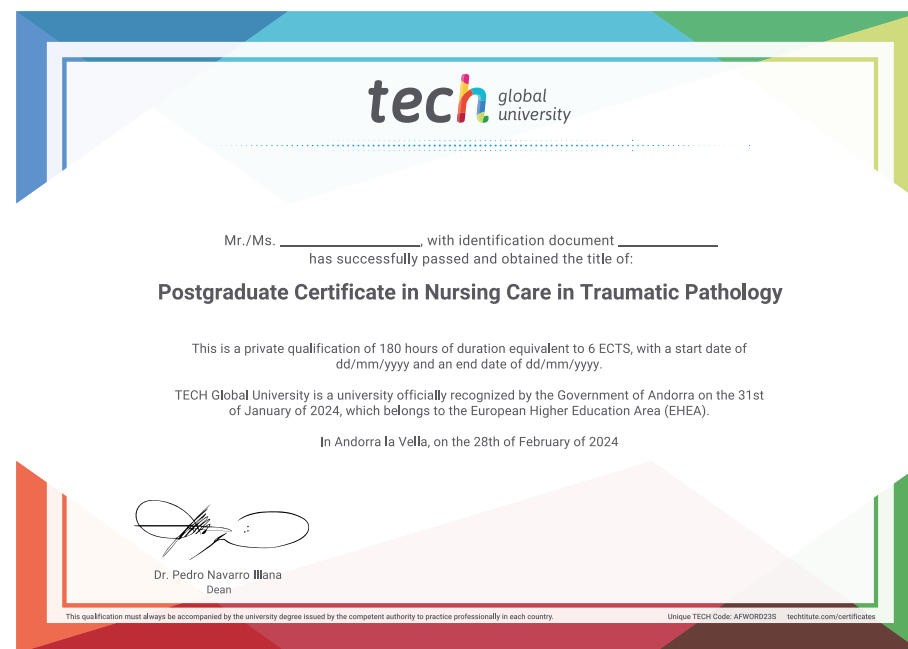 tech global university
Mr./Ms. ____________, with identification document ____________
has successfully passed and obtained the title of:
Postgraduate Certificate in Nursing Care in Traumatic Pathology
This is a private qualification of 180 hours of duration equivalent to 6 ECTS, with a start date of
dd/mm/yyyy and an end date of dd/mm/yyyy.
TECH Global University is a university officially recognized by the Government of Andorra on the 31st
of January of 2024, which belongs to the European Higher Education Area (EHEA).
In Andorra la Vella, on the 28th of February of 2024
Dr. Pedro Navarro Illana
Dean
This qualification must always be accompanied by the university degree issued by the competent authority to practice professionally in each country.
Unique TECH Code: AFWORD23S techtitute.com/certificates